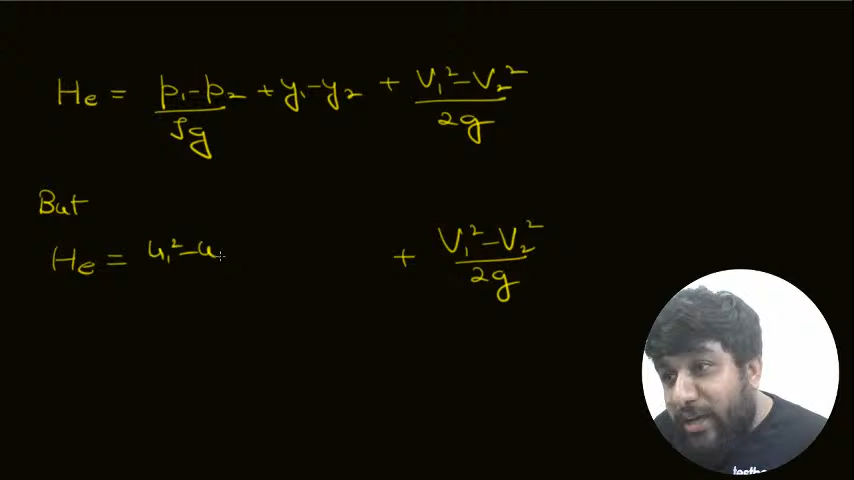 He = p₁-p₂/ρg + y₁-y₂ + V₁²-V₂²/2g
But
He = u₁²-u + V₁²-V₂²/2g